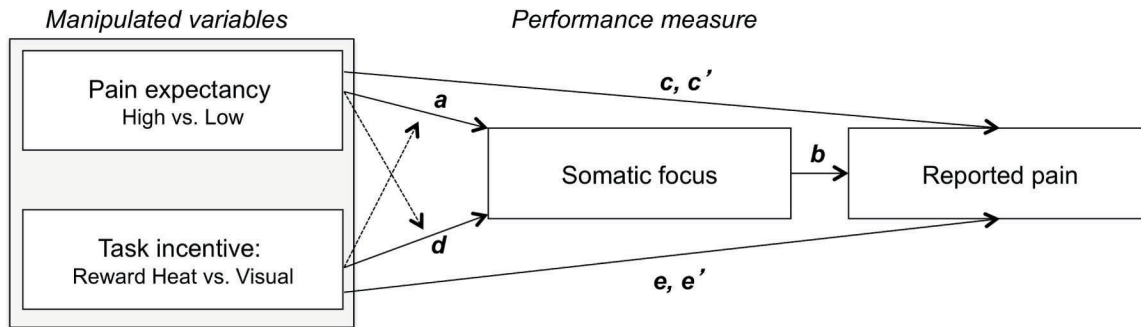 Manipulated variables
Performance measure
Pain expectancy
High vs. Low
a
c, c′
Somatic focus
b
Reported pain
Task incentive:
Reward Heat vs. Visual
d
e, e′